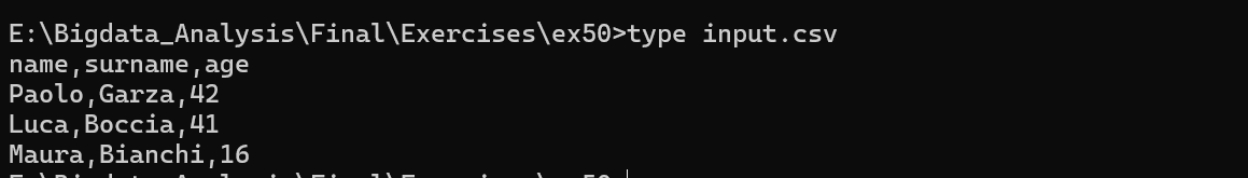 E:\Bigdata_Analysis\Final\Exercises\ex50>type input.csv
name,surname,age
Paolo,Garza,42
Luca,Boccia,41
Maura,Bianchi,16